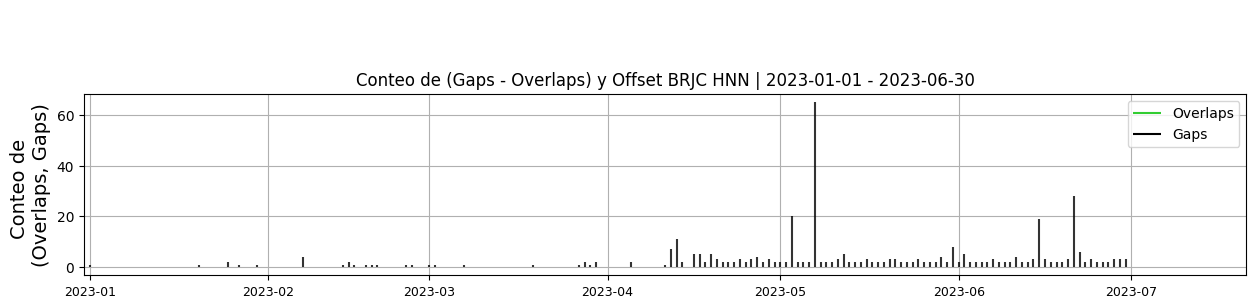 Conteo de (Gaps - Overlaps) y Offset BRJC HNN | 2023-01-01 - 2023-06-30
Conteo de
(Overlaps, Gaps)
60
40
20
0
Overlaps
Gaps
2023-01
2023-02
2023-03
2023-04
2023-05
2023-06
2023-07